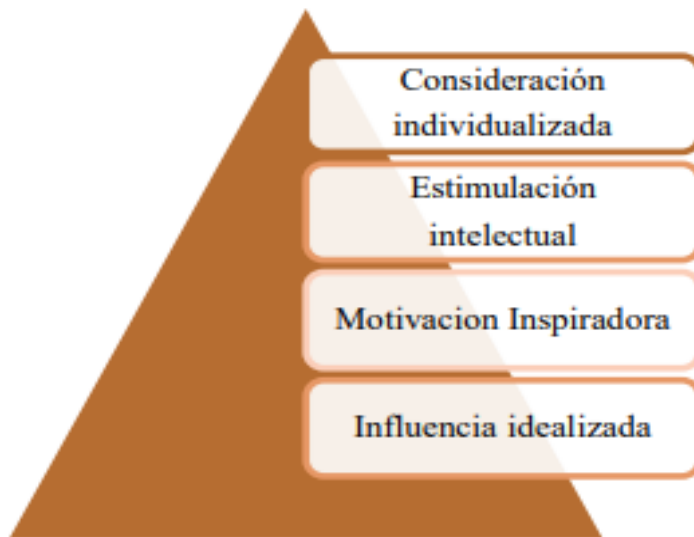 Consideración
individualizada
Estimulación
intelectual
Motivacion Inspiradora
Influencia idealizada